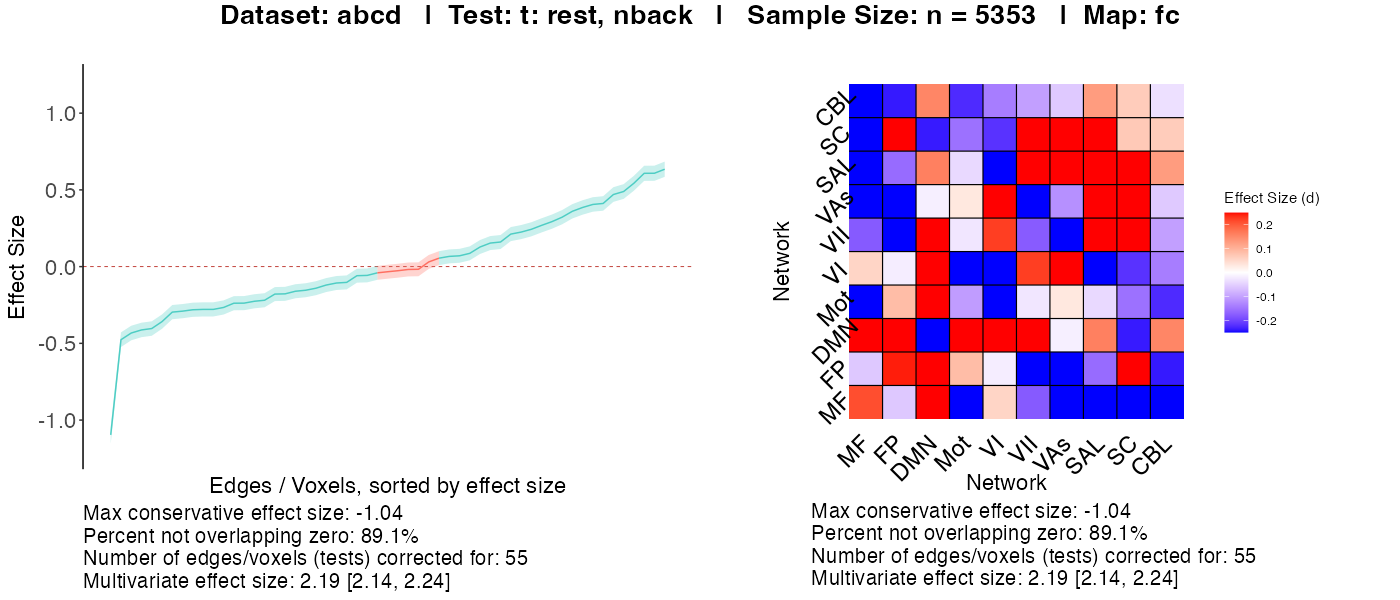 Dataset: abcd | Test: t: rest, nback | Sample Size: n = 5353 | Map: fc
Effect Size
1.0
0.5
0.0
-0.5
-1.0
Edges / Voxels, sorted by effect size
Max conservative effect size: -1.04
Percent not overlapping zero: 89.1%
Number of edges/voxels (tests) corrected for: 55
Multivariate effect size: 2.19 [2.14, 2.24]
Network
CBL
SC
SAL
VAs
VII
VI
Mot
DMN
FP
MF
MF FP DMN Mot VI VII VAs SAL SC CBL
Network
Effect Size (d)
0.2
0.1
0.0
-0.1
-0.2
Max conservative effect size: -1.04
Percent not overlapping zero: 89.1%
Number of edges/voxels (tests) corrected for: 55
Multivariate effect size: 2.19 [2.14, 2.24]